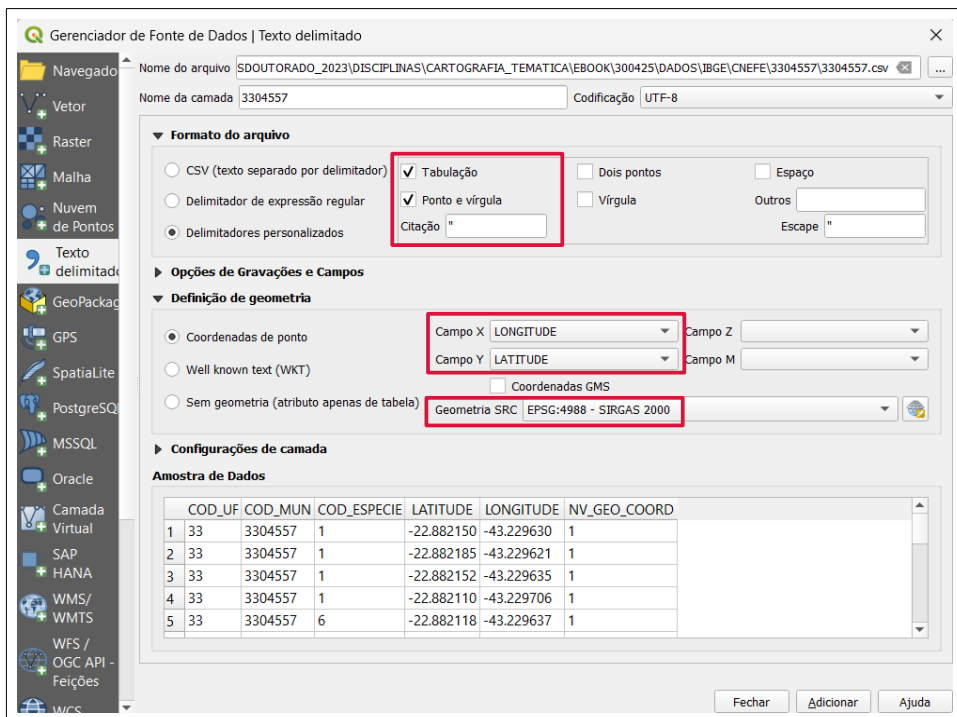 Gerenciador de Fonte de Dados | Texto delimitado
Navegado
Vetor
Raster
Malha
Nuvem
de Pontos
Texto
delimitado
GeoPackag
GPS
SpatiaLite
PostgreSQ
MSSQL
Oracle
Camada
Virtual
SAP
HANA
WMS/
WMTS
WFS /
OGC API -
Feições
WCS
Nome do arquivo SDOUTORADO_2023\DISCIPLINAS\CARTOGRAFIA_TEMATICA\EBOOK\300425\DADOS\IBGE\CNEFE\3304557\3304557.csv ...
Nome da camada 3304557 Codificação UTF-8
Formato do arquivo
CSV (texto separado por delimitador) Tabulação Dois pontos Espaço
Delimitador de expressão regular Ponto e vírgula Vírgula Outros
Delimitadores personalizados Citação " Escape "
Opções de Gravações e Campos
Definição de geometria
Coordenadas de ponto Campo X LONGITUDE Campo Z
Well known text (WKT) Campo Y LATITUDE Campo M
Coordenadas GMS
Sem geometria (atributo apenas de tabela) Geometria SRC EPSG:4988 - SIRGAS 2000
Configurações de camada
Amostra de Dados
COD_UF COD_MUN COD_ESPECIE LATITUDE LONGITUDE NV_GEO_COORD
1 33 3304557 1 -22.882150 -43.229630 1
2 33 3304557 1 -22.882185 -43.229621 1
3 33 3304557 1 -22.882152 -43.229635 1
4 33 3304557 1 -22.882110 -43.229706 1
5 33 3304557 6 -22.882118 -43.229637 1
Fechar Adicionar Ajuda